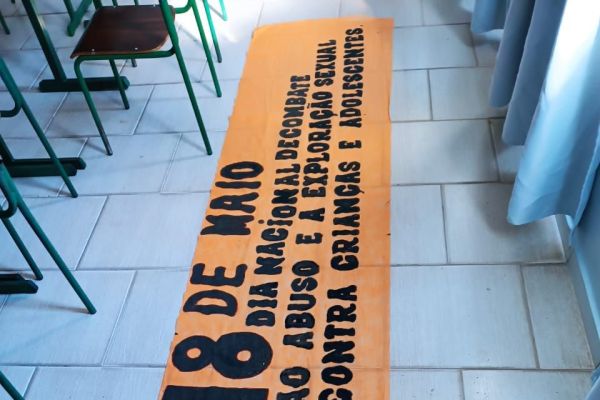 18 DE MAIO
DIA NACIONAL DE COMBATE
AO ABUSO E A EXPLORAÇÃO SEXUAL
CONTRA CRIANÇAS E ADOLESCENTES.